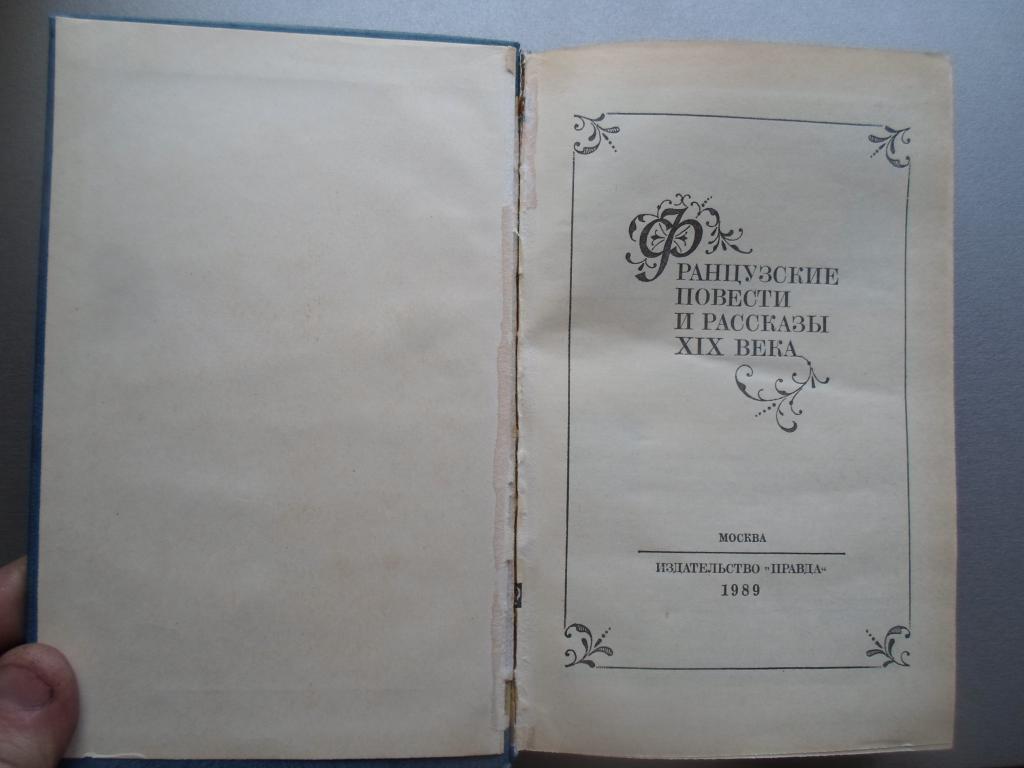 ФРАНЦУЗСКИЕ
ПОВЕСТИ
И РАССКАЗЫ
XIX ВЕКА
МОСКВА
ИЗДАТЕЛЬСТВО "ПРАВДА"
1989